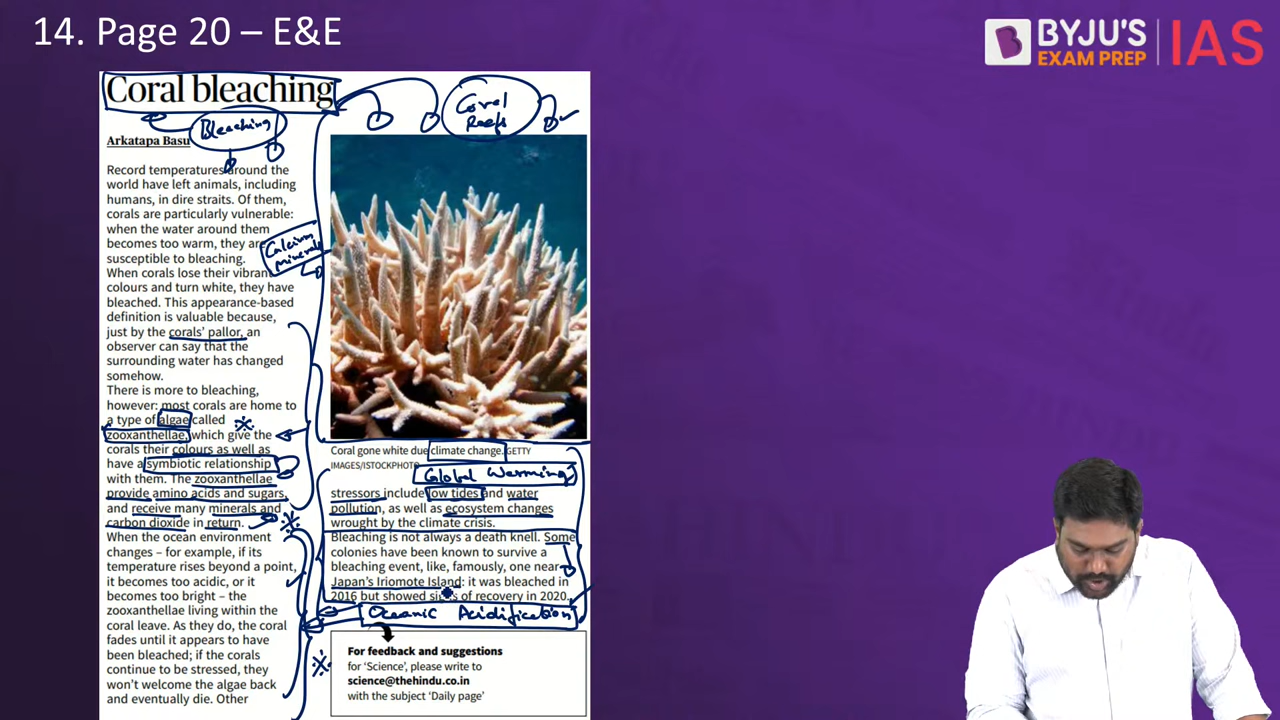 14. Page 20 – E&E
BYJU'S
EXAM PREP
IAS
Coral bleaching
Bleaching
Coral
Reefs
Arkatapa Basu
Record temperatures around the
world have left animals, including
humans, in dire straits. Of them,
corals are particularly vulnerable:
when the water around them
becomes too warm, they are
susceptible to bleaching.
When corals lose their vibrant
colours and turn white, they have
bleached. This appearance-based
definition is valuable because,
just by the corals' pallor, an
observer can say that the
surrounding water has changed
somehow.
There is more to bleaching,
however: most corals are home to
a type of algae called
zooxanthellae, which give the
corals their colours as well as
have a symbiotic relationship
with them. The zooxanthellae
provide amino acids and sugars,
and receive many minerals and
carbon dioxide in return.
When the ocean environment
changes – for example, if its
temperature rises beyond a point,
it becomes too acidic, or it
becomes too bright – the
zooxanthellae living within the
coral leave. As they do, the coral
fades until it appears to have
been bleached; if the corals
continue to be stressed, they
won't welcome the algae back
and eventually die. Other
Calcium
Minerals
Coral gone white due climate change. GETTY
IMAGES/ISTOCKPHOTO
Global Warming
stressors include low tides and water
pollution, as well as ecosystem changes
wrought by the climate crisis.
Bleaching is not always a death knell. Some
colonies have been known to survive a
bleaching event, like, famously, one near
Japan's Iriomote Island: it was bleached in
2016 but showed signs of recovery in 2020.
Oceanic Acidification
For feedback and suggestions
for 'Science', please write to
science@thehindu.co.in
with the subject 'Daily page'